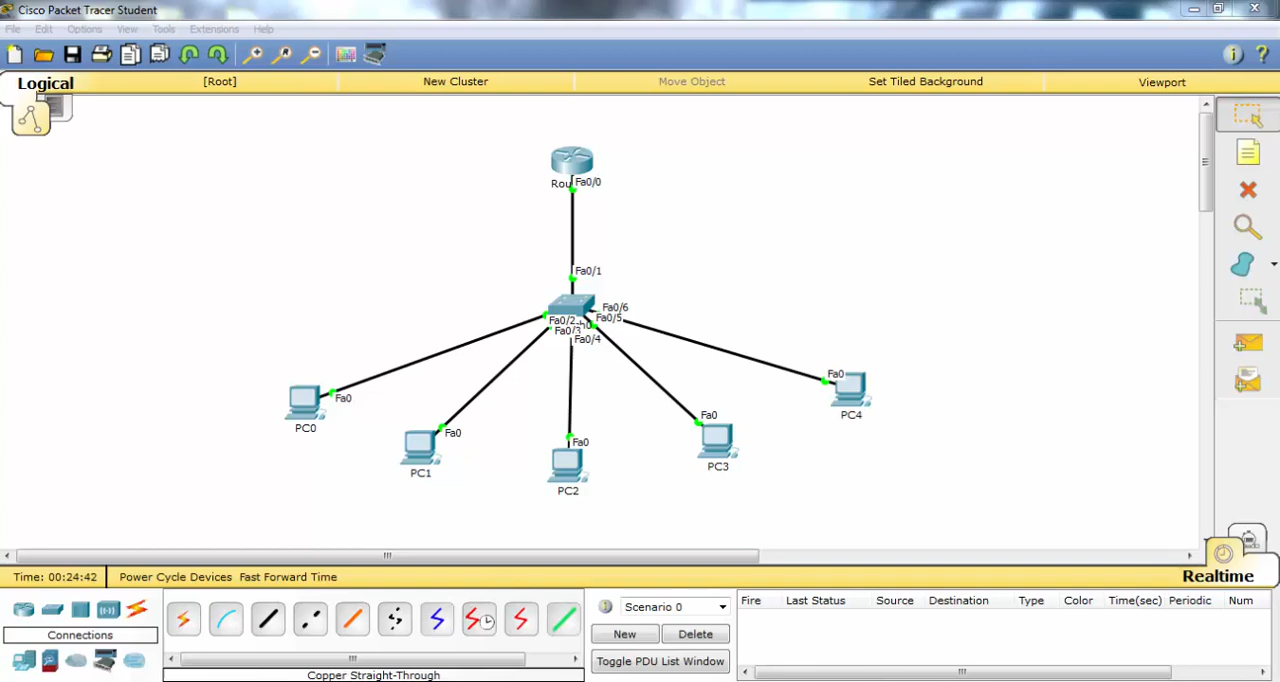 Cisco Packet Tracer Student
File Edit Options View Tools Extensions Help
Logical [Root] New Cluster Move Object Set Tiled Background Viewport
Fa0/0
Fa0/1
Fa0/6
Fa0/2 Fa0/5
Fa0/3
Fa0/4
Fa0
PC0
Fa0
PC1
Fa0
PC2
Fa0
PC3
Fa0
PC4
Time: 00:24:42 Power Cycle Devices Fast Forward Time Realtime
Connections
Copper Straight-Through
Scenario 0
New Delete
Toggle PDU List Window
Fire Last Status Source Destination Type Color Time(sec) Periodic Num